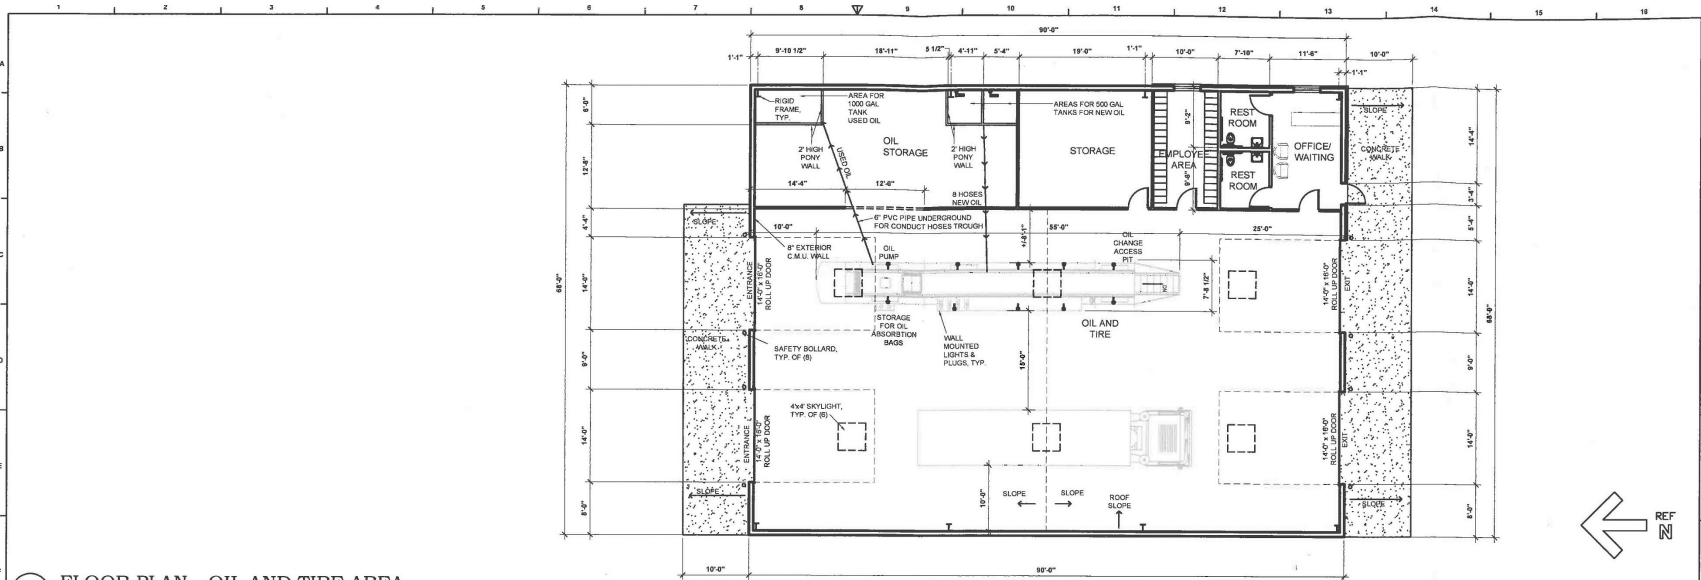 1 2 3 4 5 6 7 8 9 10 11 12 13 14 15 16
90'-0"
1'-1" 9'-10 1/2" 18'-11" 5 1/2" 4'-11" 5'-4" 19'-0" 1'-1" 10'-0" 7'-10" 11'-6" 10'-0"
1'-1"
A
B
C
D
E
F
68'-0"
6'-0"
12'-8"
4'-4"
14'-0"
9'-0"
14'-0"
8'-0"
RIGID
FRAME,
TYP.
AREA FOR
1000 GAL
TANK
USED OIL
2' HIGH
PONY
WALL
USED OIL
OIL
STORAGE
2' HIGH
PONY
WALL
AREAS FOR 500 GAL
TANKS FOR NEW OIL
8 HOSES
NEW OIL
STORAGE
9'-2"
EMPLOYEE
AREA
9'-8"
REST
ROOM
REST
ROOM
OFFICE/
WAITING
SLOPE
CONCRETE
WALK
14'-4"
12'-0"
SLOPE
10'-0"
6" PVC PIPE UNDERGROUND
FOR CONDUCT HOSES TROUGH
55'-0"
25'-0"
8" EXTERIOR
C.M.U. WALL
OIL
PUMP
+/-8'-1"
OIL
CHANGE
ACCESS
PIT
7'-8 1/2"
DN
ENTRANCE
14'-0" x 16'-0"
ROLL UP DOOR
14'-0" x 16'-0"
ROLL UP DOOR
EXIT
STORAGE
FOR OIL
ABSORBTION
BAGS
WALL
MOUNTED
LIGHTS &
PLUGS, TYP.
15'-0"
OIL AND
TIRE
CONCRETE
WALK
SAFETY BOLLARD,
TYP. OF (8)
4'x4' SKYLIGHT,
TYP. OF (6)
ENTRANCE
14'-0" x 16'-0"
ROLL UP DOOR
14'-0" x 16'-0"
ROLL UP DOOR
EXIT
SLOPE
10'-0"
SLOPE
SLOPE
ROOF
SLOPE
SLOPE
14'-4"
3'-4"
5'-4"
14'-0"
9'-0"
14'-0"
8'-0"
68'-0"
10'-0"
90'-0"
REF
N
FLOOR PLAN - OIL AND TIRE AREA